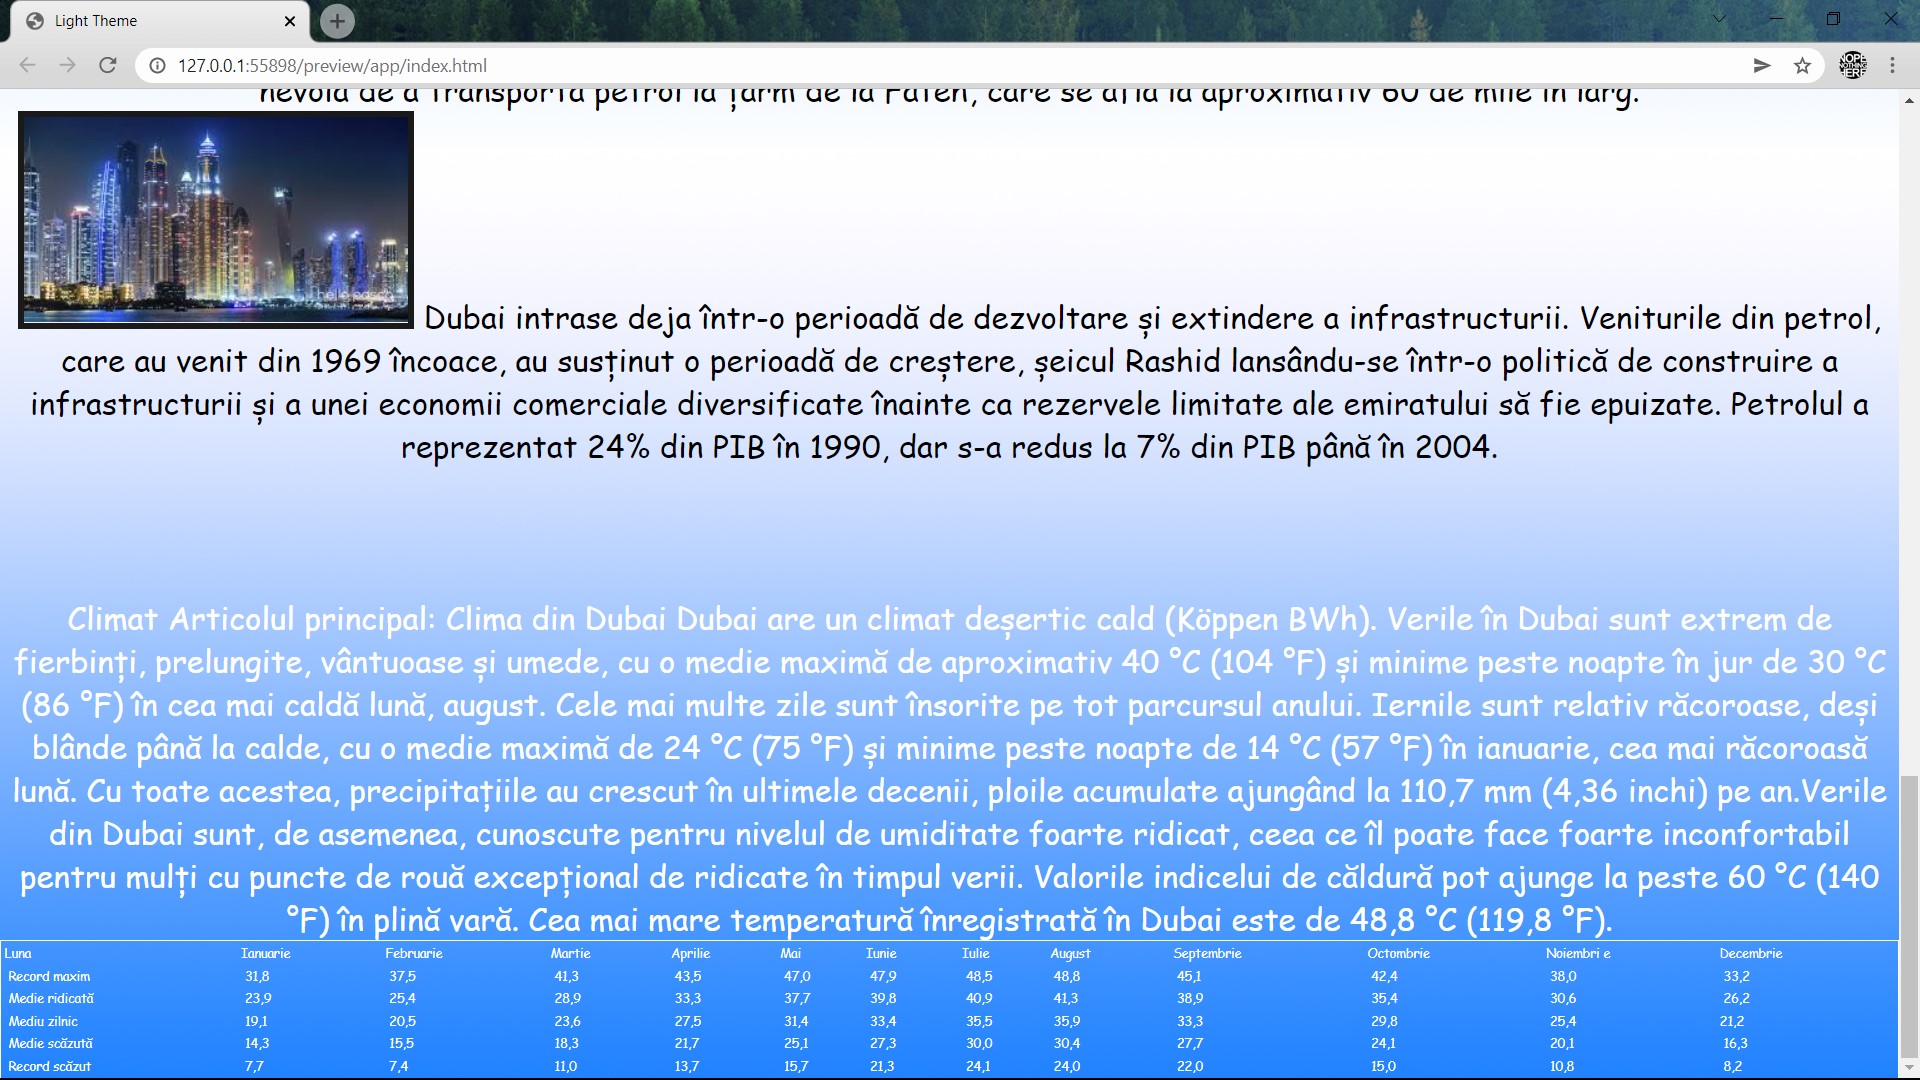 Light Theme
127.0.0.1:55898/preview/app/index.html
nevoia de a transporta petrol la țărm de la Fateh, care se afla la aproximativ 60 de mile în larg.
Dubai intrase deja într-o perioadă de dezvoltare și extindere a infrastructurii. Veniturile din petrol,
care au venit din 1969 încoace, au susținut o perioadă de creștere, șeicul Rashid lansându-se într-o politică de construire a
infrastructurii și a unei economii comerciale diversificate înainte ca rezervele limitate ale emiratului să fie epuizate. Petrolul a
reprezentat 24% din PIB în 1990, dar s-a redus la 7% din PIB până în 2004.
Climat Articolul principal: Clima din Dubai Dubai are un climat deșertic cald (Köppen BWh). Verile în Dubai sunt extrem de
fierbinți, prelungite, vântuoase și umede, cu o medie maximă de aproximativ 40 °C (104 °F) și minime peste noapte în jur de 30 °C
(86 °F) în cea mai caldă lună, august. Cele mai multe zile sunt însorite pe tot parcursul anului. Iernile sunt relativ răcoroase, deși
blânde până la calde, cu o medie maximă de 24 °C (75 °F) și minime peste noapte de 14 °C (57 °F) în ianuarie, cea mai răcoroasă
lună. Cu toate acestea, precipitațiile au crescut în ultimele decenii, ploile acumulate ajungând la 110,7 mm (4,36 inchi) pe an.Verile
din Dubai sunt, de asemenea, cunoscute pentru nivelul de umiditate foarte ridicat, ceea ce îl poate face foarte inconfortabil
pentru mulți cu puncte de rouă excepțional de ridicate în timpul verii. Valorile indicelui de căldură pot ajunge la peste 60 °C (140
°F) în plină vară. Cea mai mare temperatură înregistrată în Dubai este de 48,8 °C (119,8 °F).
Luna Ianuarie Februarie Martie Aprilie Mai Iunie Iulie August Septembrie Octombrie Noiembri e Decembrie
Record maxim 31,8 37,5 41,3 43,5 47,0 47,9 48,5 48,8 45,1 42,4 38,0 33,2
Medie ridicată 23,9 25,4 28,9 33,3 37,7 39,8 40,9 41,3 38,9 35,4 30,6 26,2
Mediu zilnic 19,1 20,5 23,6 27,5 31,4 33,4 35,5 35,9 33,3 29,8 25,4 21,2
Medie scăzută 14,3 15,5 18,3 21,7 25,1 27,3 30,0 30,4 27,7 24,1 20,1 16,3
Record scăzut 7,7 7,4 11,0 13,7 15,7 21,3 24,1 24,0 22,0 15,0 10,8 8,2